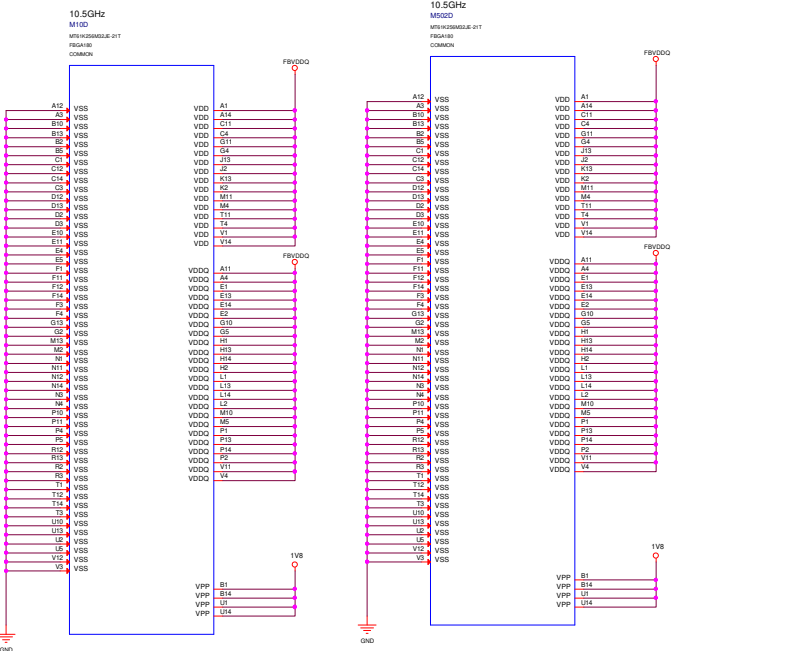 10.5GHz
M10D
MT61K256M32JE-21T
FBGA180
COMMON
FBVDDQ
A12 VSS VDD A1
A3 VSS VDD A14
B10 VSS VDD C11
B13 VSS VDD C4
B2 VSS VDD G11
B5 VSS VDD G4
C1 VSS VDD J13
C12 VSS VDD J2
C14 VSS VDD K13
C3 VSS VDD K2
D12 VSS VDD M11
D13 VSS VDD M4
D2 VSS VDD T11
D3 VSS VDD T4
E10 VSS VDD V1
E11 VSS VDD V14
E4 VSS
FBVDDQ
E5 VSS
F1 VSS VDDQ A11
F11 VSS VDDQ A4
F12 VSS VDDQ E1
F14 VSS VDDQ E13
F3 VSS VDDQ E14
F4 VSS VDDQ E2
G13 VSS VDDQ G10
G2 VSS VDDQ G5
M13 VSS VDDQ H1
M2 VSS VDDQ H13
N1 VSS VDDQ H14
N11 VSS VDDQ H2
N12 VSS VDDQ L1
N14 VSS VDDQ L13
N3 VSS VDDQ L14
N4 VSS VDDQ L2
P10 VSS VDDQ M10
P11 VSS VDDQ M5
P4 VSS VDDQ P1
P5 VSS VDDQ P13
R12 VSS VDDQ P14
R13 VSS VDDQ P2
R2 VSS VDDQ V11
R3 VSS VDDQ V4
T1 VSS
T12 VSS
T14 VSS
T3 VSS
U10 VSS
U13 VSS
U2 VSS
U5 VSS
V12 VSS
1V8
V3 VSS
VPP B1
VPP B14
VPP U1
VPP U14
GND
10.5GHz
M502D
MT61K256M32JE-21T
FBGA180
COMMON
FBVDDQ
A12 VSS VDD A1
A3 VSS VDD A14
B10 VSS VDD C11
B13 VSS VDD C4
B2 VSS VDD G11
B5 VSS VDD G4
C1 VSS VDD J13
C12 VSS VDD J2
C14 VSS VDD K13
C3 VSS VDD K2
D12 VSS VDD M11
D13 VSS VDD M4
D2 VSS VDD T11
D3 VSS VDD T4
E10 VSS VDD V1
E11 VSS VDD V14
E4 VSS
FBVDDQ
E5 VSS
F1 VSS VDDQ A11
F11 VSS VDDQ A4
F12 VSS VDDQ E1
F14 VSS VDDQ E13
F3 VSS VDDQ E14
F4 VSS VDDQ E2
G13 VSS VDDQ G10
G2 VSS VDDQ G5
M13 VSS VDDQ H1
M2 VSS VDDQ H13
N1 VSS VDDQ H14
N11 VSS VDDQ H2
N12 VSS VDDQ L1
N14 VSS VDDQ L13
N3 VSS VDDQ L14
N4 VSS VDDQ L2
P10 VSS VDDQ M10
P11 VSS VDDQ M5
P4 VSS VDDQ P1
P5 VSS VDDQ P13
R12 VSS VDDQ P14
R13 VSS VDDQ P2
R2 VSS VDDQ V11
R3 VSS VDDQ V4
T1 VSS
T12 VSS
T14 VSS
T3 VSS
U10 VSS
U13 VSS
U2 VSS
U5 VSS
V12 VSS
1V8
V3 VSS
VPP B1
VPP B14
VPP U1
VPP U14
GND